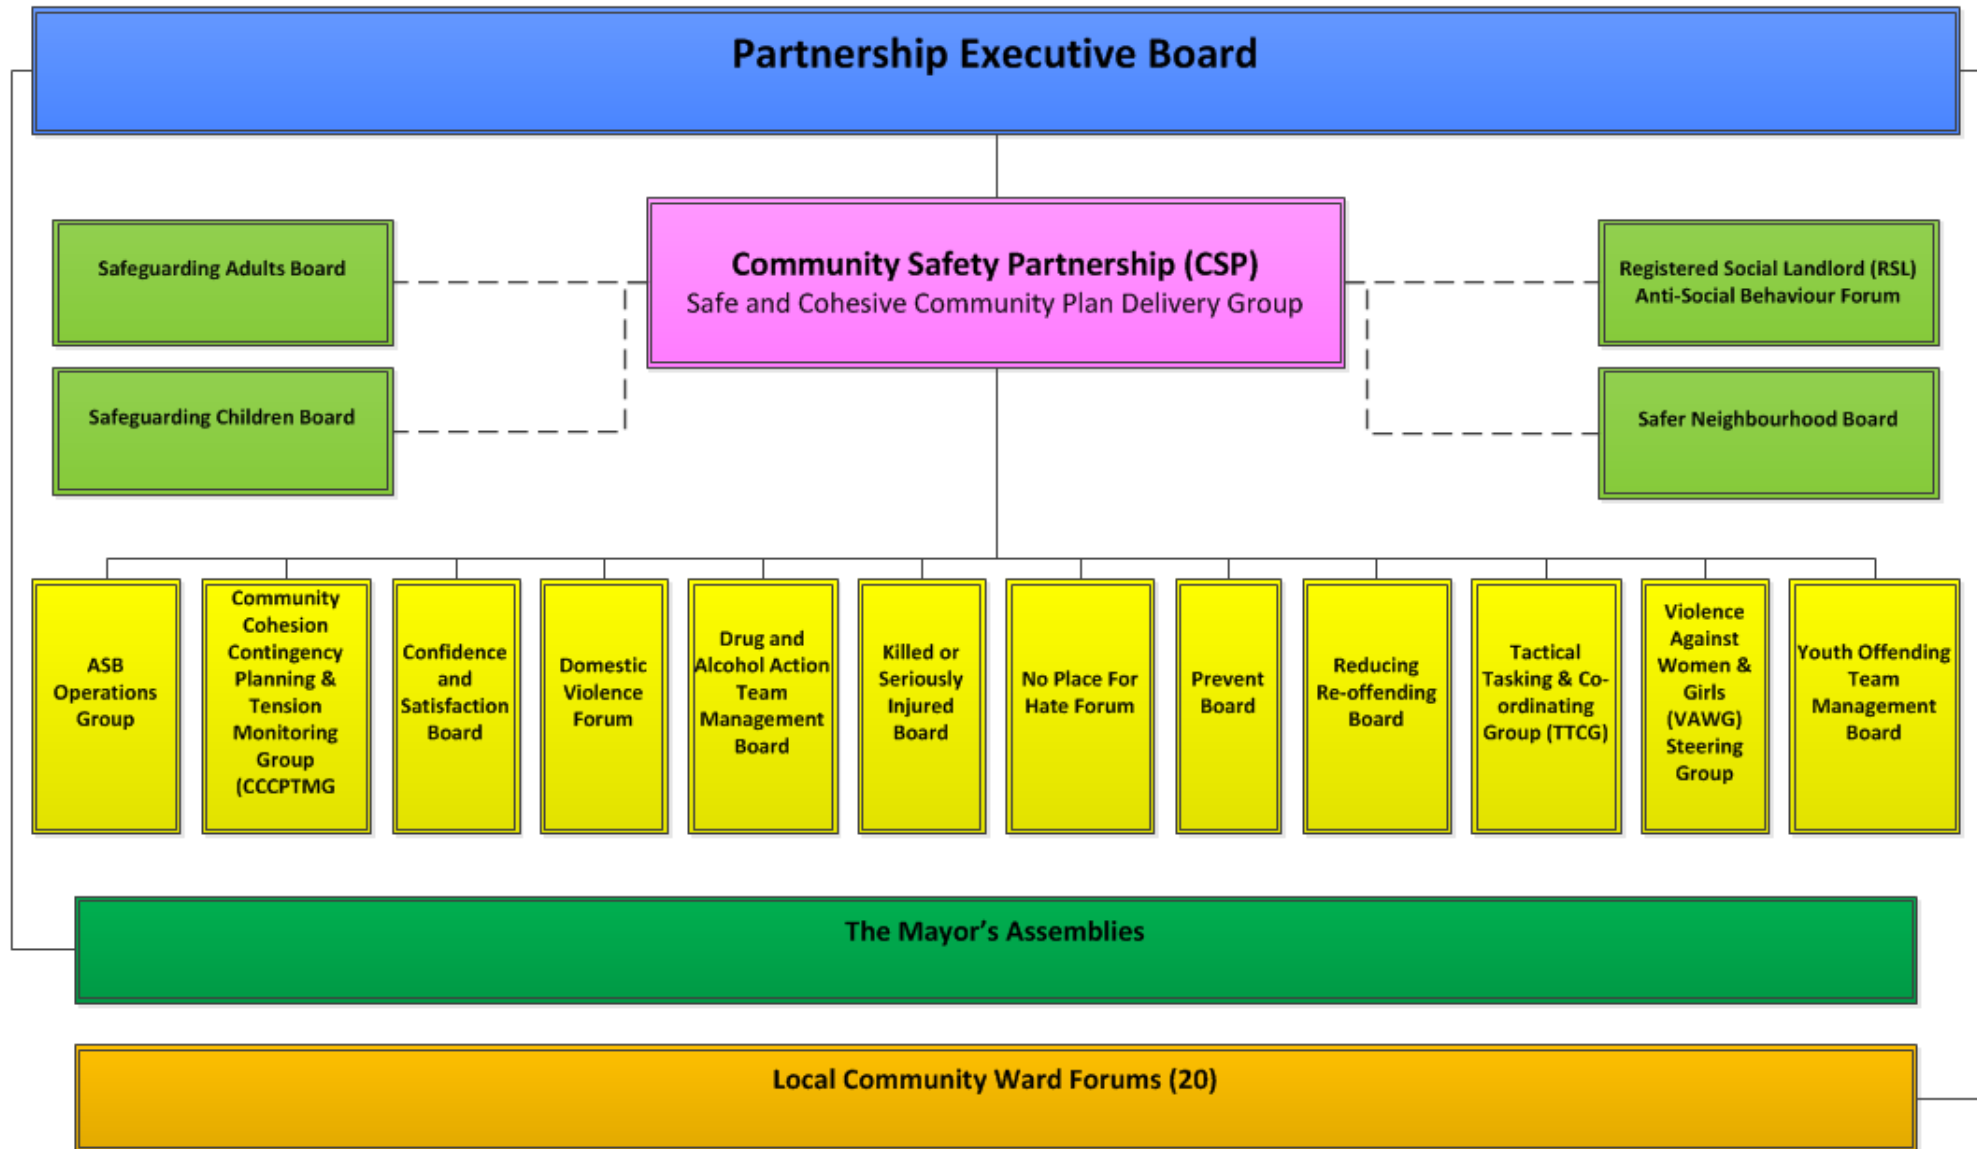 Partnership Executive Board
Community Safety Partnership (CSP)
Safe and Cohesive Community Plan Delivery Group
Safeguarding Adults Board
Safeguarding Children Board
Registered Social Landlord (RSL)
Anti-Social Behaviour Forum
Safer Neighbourhood Board
ASB
Operations
Group
Community
Cohesion
Contingency
Planning &
Tension
Monitoring
Group
(CCCPTMG
Confidence
and
Satisfaction
Board
Domestic
Violence
Forum
Drug and
Alcohol Action
Team
Management
Board
Killed or
Seriously
Injured
Board
No Place For
Hate Forum
Prevent
Board
Reducing
Re-offending
Board
Tactical
Tasking & Co-
ordinating
Group (TTCG)
Violence
Against
Women &
Girls
(VAWG)
Steering
Group
Youth Offending
Team
Management
Board
The Mayor’s Assemblies
Local Community Ward Forums (20)